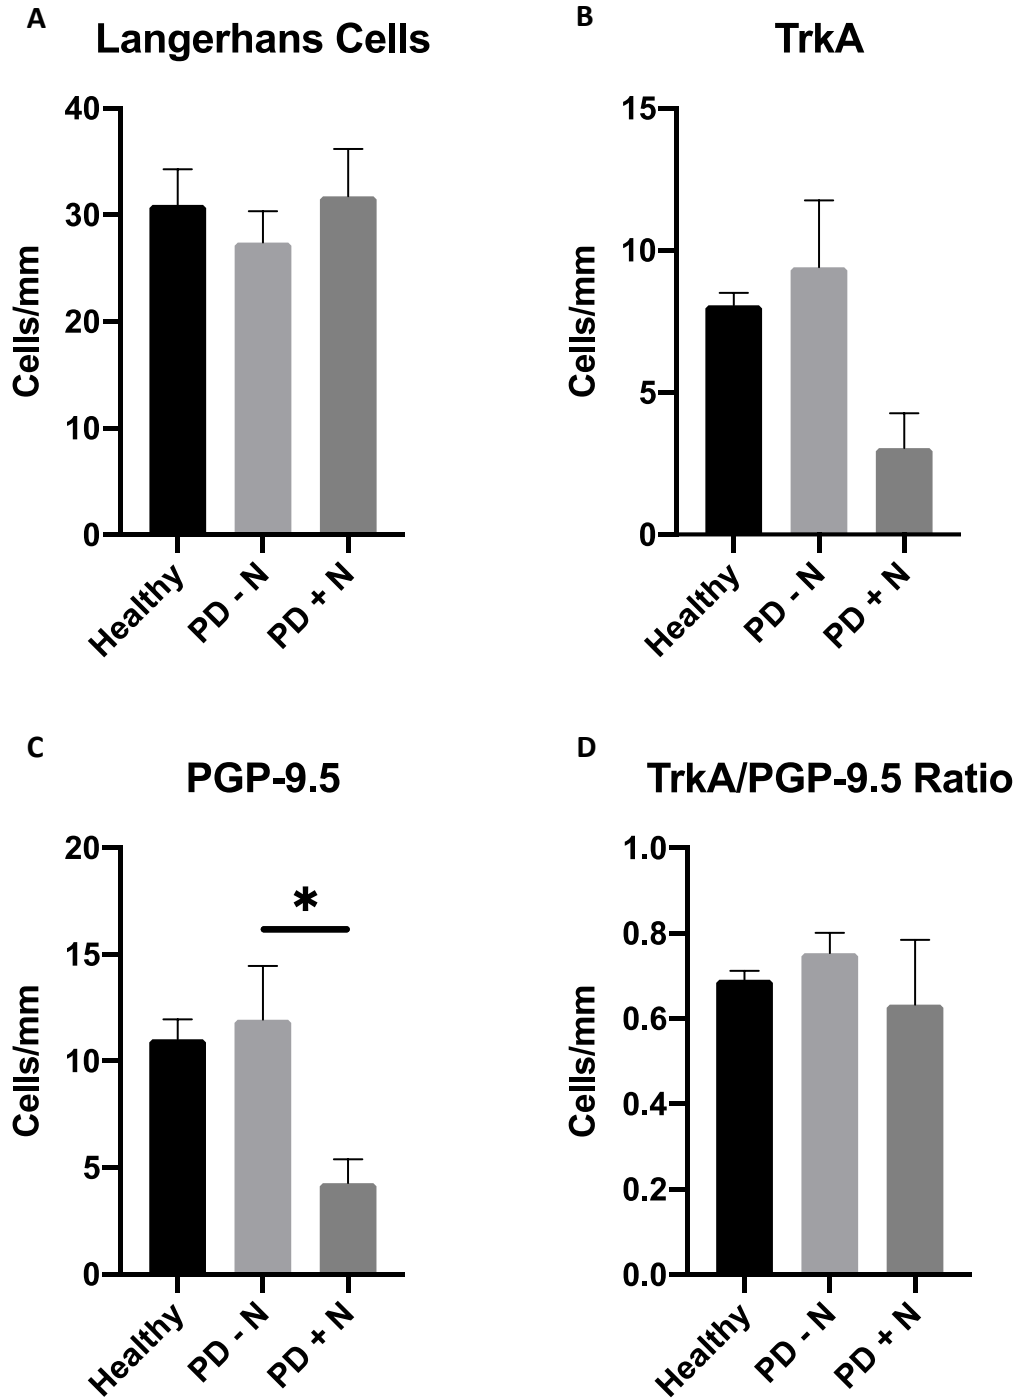 A
Langerhans Cells
Cells/mm
40
30
20
10
0
Healthy
PD - N
PD + N
B
TrkA
Cells/mm
15
10
5
0
Healthy
PD - N
PD + N
C
PGP-9.5
Cells/mm
20
15
10
5
0
*
Healthy
PD - N
PD + N
D
TrkA/PGP-9.5 Ratio
Cells/mm
1.0
0.8
0.6
0.4
0.2
0.0
Healthy
PD - N
PD + N